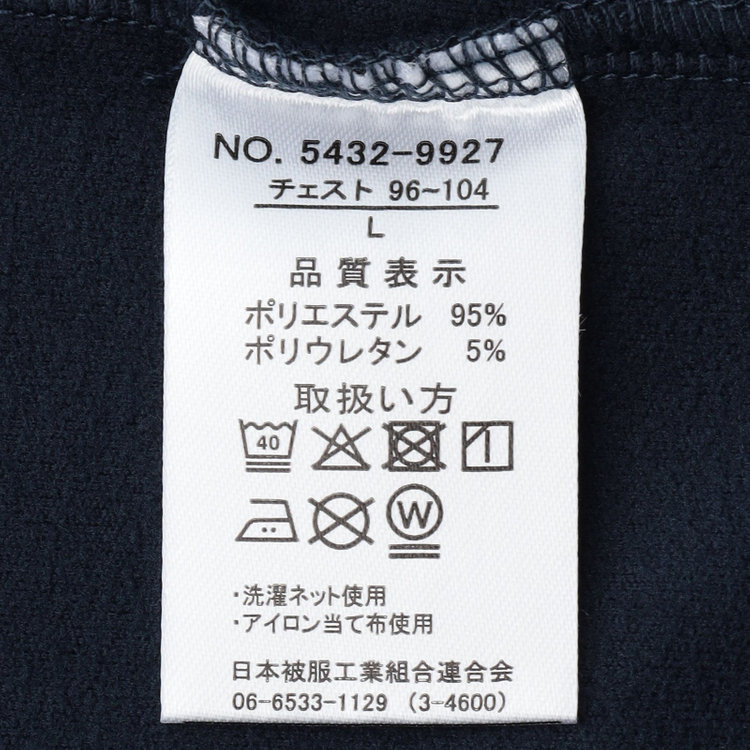 NO. 5432-9927
チェスト 96~104
L
品質表示
ポリエステル 95%
ポリウレタン 5%
取扱い方
40
W
・洗濯ネット使用
・アイロン当て布使用
日本被服工業組合連合会
06-6533-1129 (3-4600)